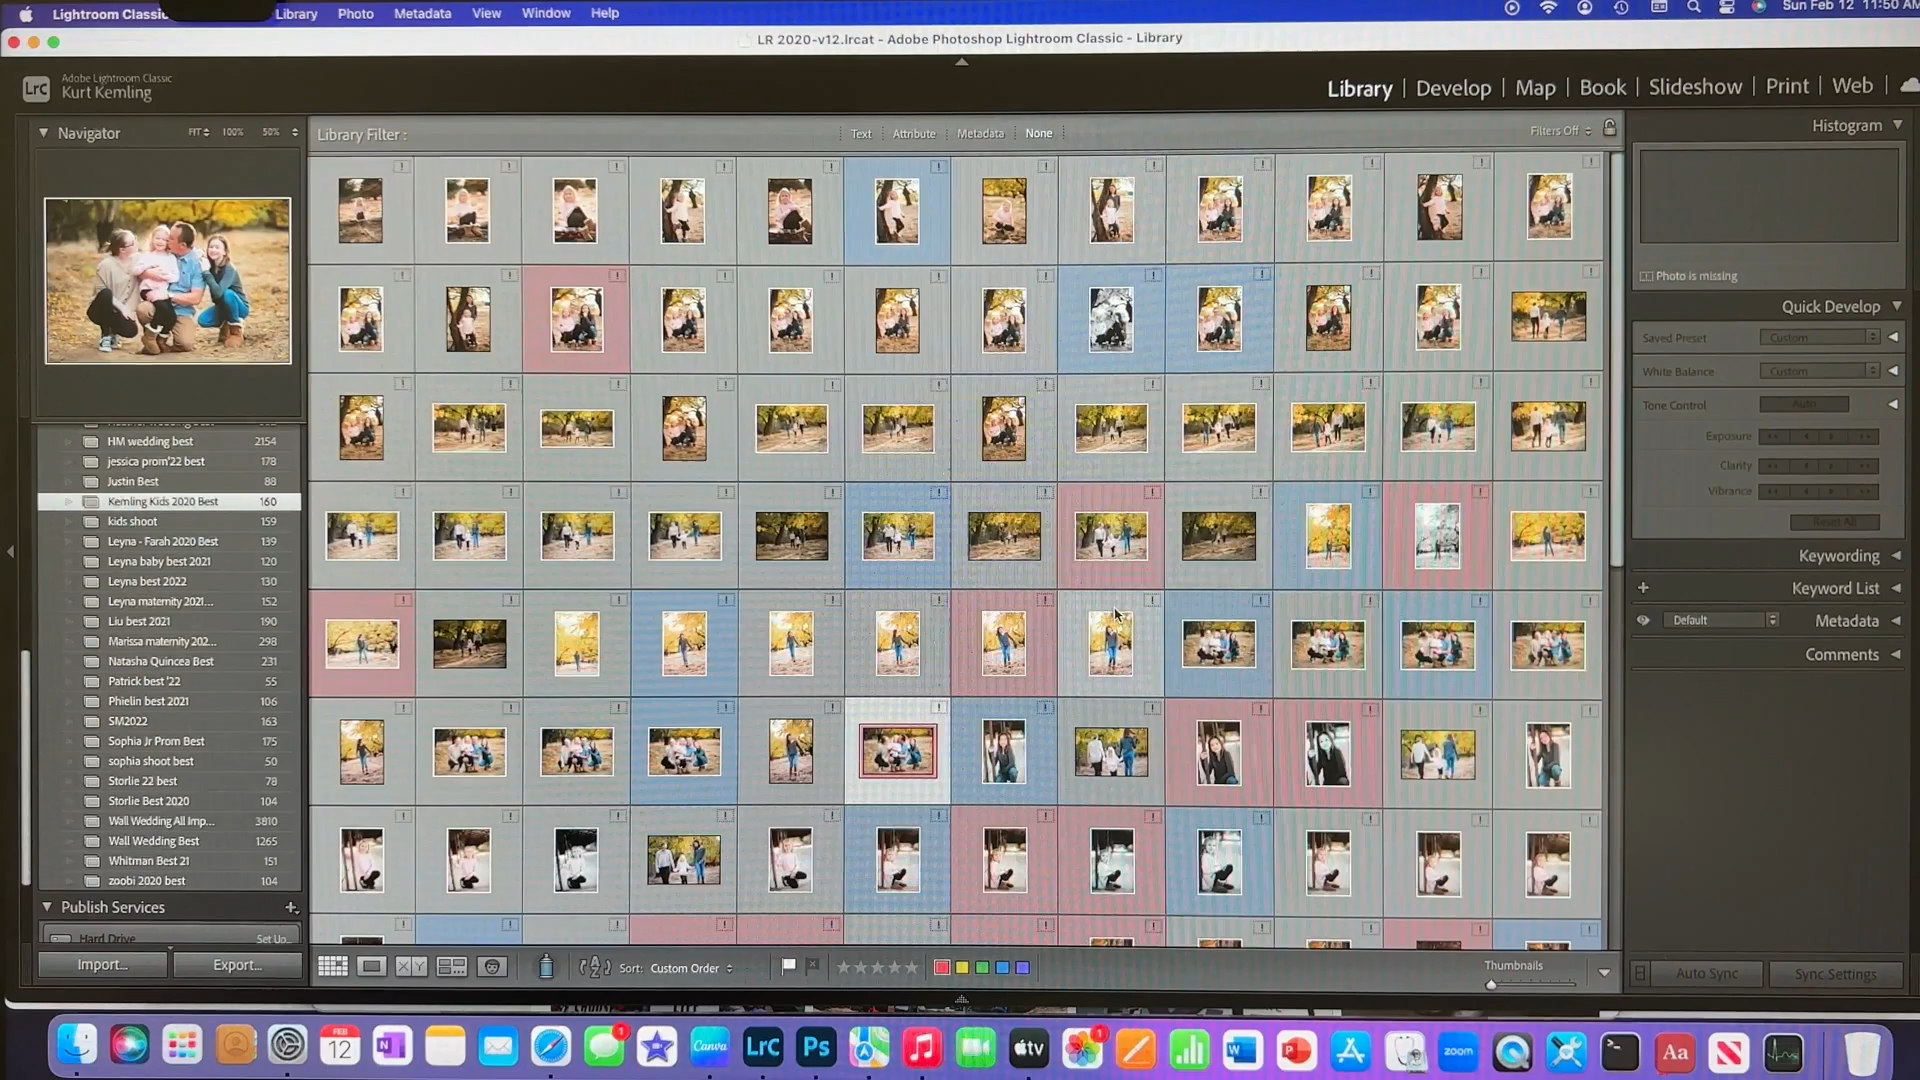 Lightroom Classic
Library
Photo
Metadata
View
Window
Help
Sun Feb 12 11:50 AM
LR 2020-v12.lrcat - Adobe Photoshop Lightroom Classic - Library
Lrc
Adobe Lightroom Classic
Kurt Kemling
Library | Develop | Map | Book | Slideshow | Print | Web |
Navigator
FIT
100%
50%
Library Filter :
Text
Attribute
Metadata
None
Filters Off
Histogram
Photo is missing
Quick Develop
Saved Preset
Custom
White Balance
Custom
Tone Control
Auto
Exposure
Clarity
Vibrance
Reset All
Keywording
Keyword List
Default
Metadata
Comments
HM wedding best 2154
jessica prom'22 best 178
Justin Best 88
Kemling Kids 2020 Best 160
kids shoot 159
Leyna - Farah 2020 Best 139
Leyna baby best 2021 120
Leyna best 2022 130
Leyna maternity 2021... 152
Liu best 2021 190
Marissa maternity 202... 298
Natasha Quincea Best 231
Patrick best '22 55
Phielin best 2021 106
SM2022 163
Sophia Jr Prom Best 175
sophia shoot best 50
Storlie 22 best 78
Storlie Best 2020 104
Wall Wedding All Imp... 3810
Wall Wedding Best 1265
Whitman Best 21 151
zoobi 2020 best 104
Publish Services
Hard Drive
Set Up...
Import...
Export...
XY
Sort: Custom Order
Thumbnails
Auto Sync
Sync Settings
FEB
12
N
Canva
LrC
Ps
tv
1
1
W
P
zoom
Aa